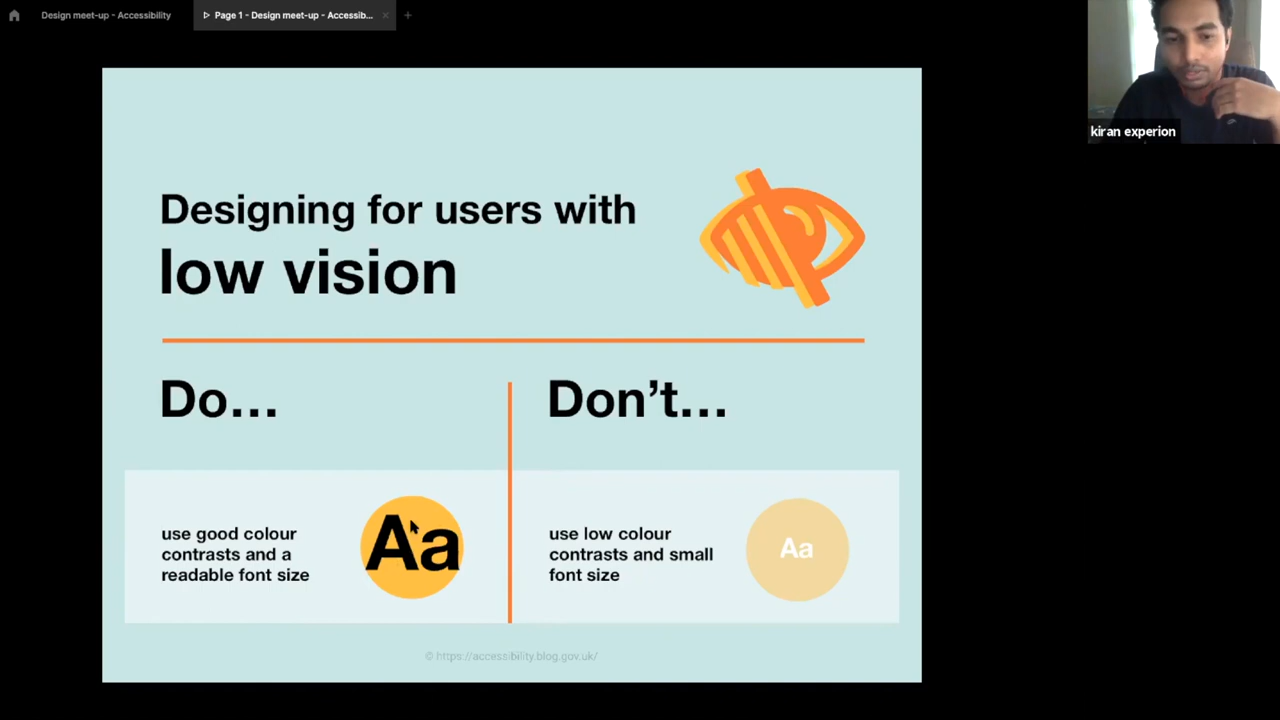 Design meet-up - Accessibility
Page 1 - Design meet-up - Accessib...
kiran experion
Designing for users with
low vision
Do...
Don't...
use good colour
contrasts and a
readable font size
Aa
use low colour
contrasts and small
font size
Aa
© https://accessibility.blog.gov.uk/